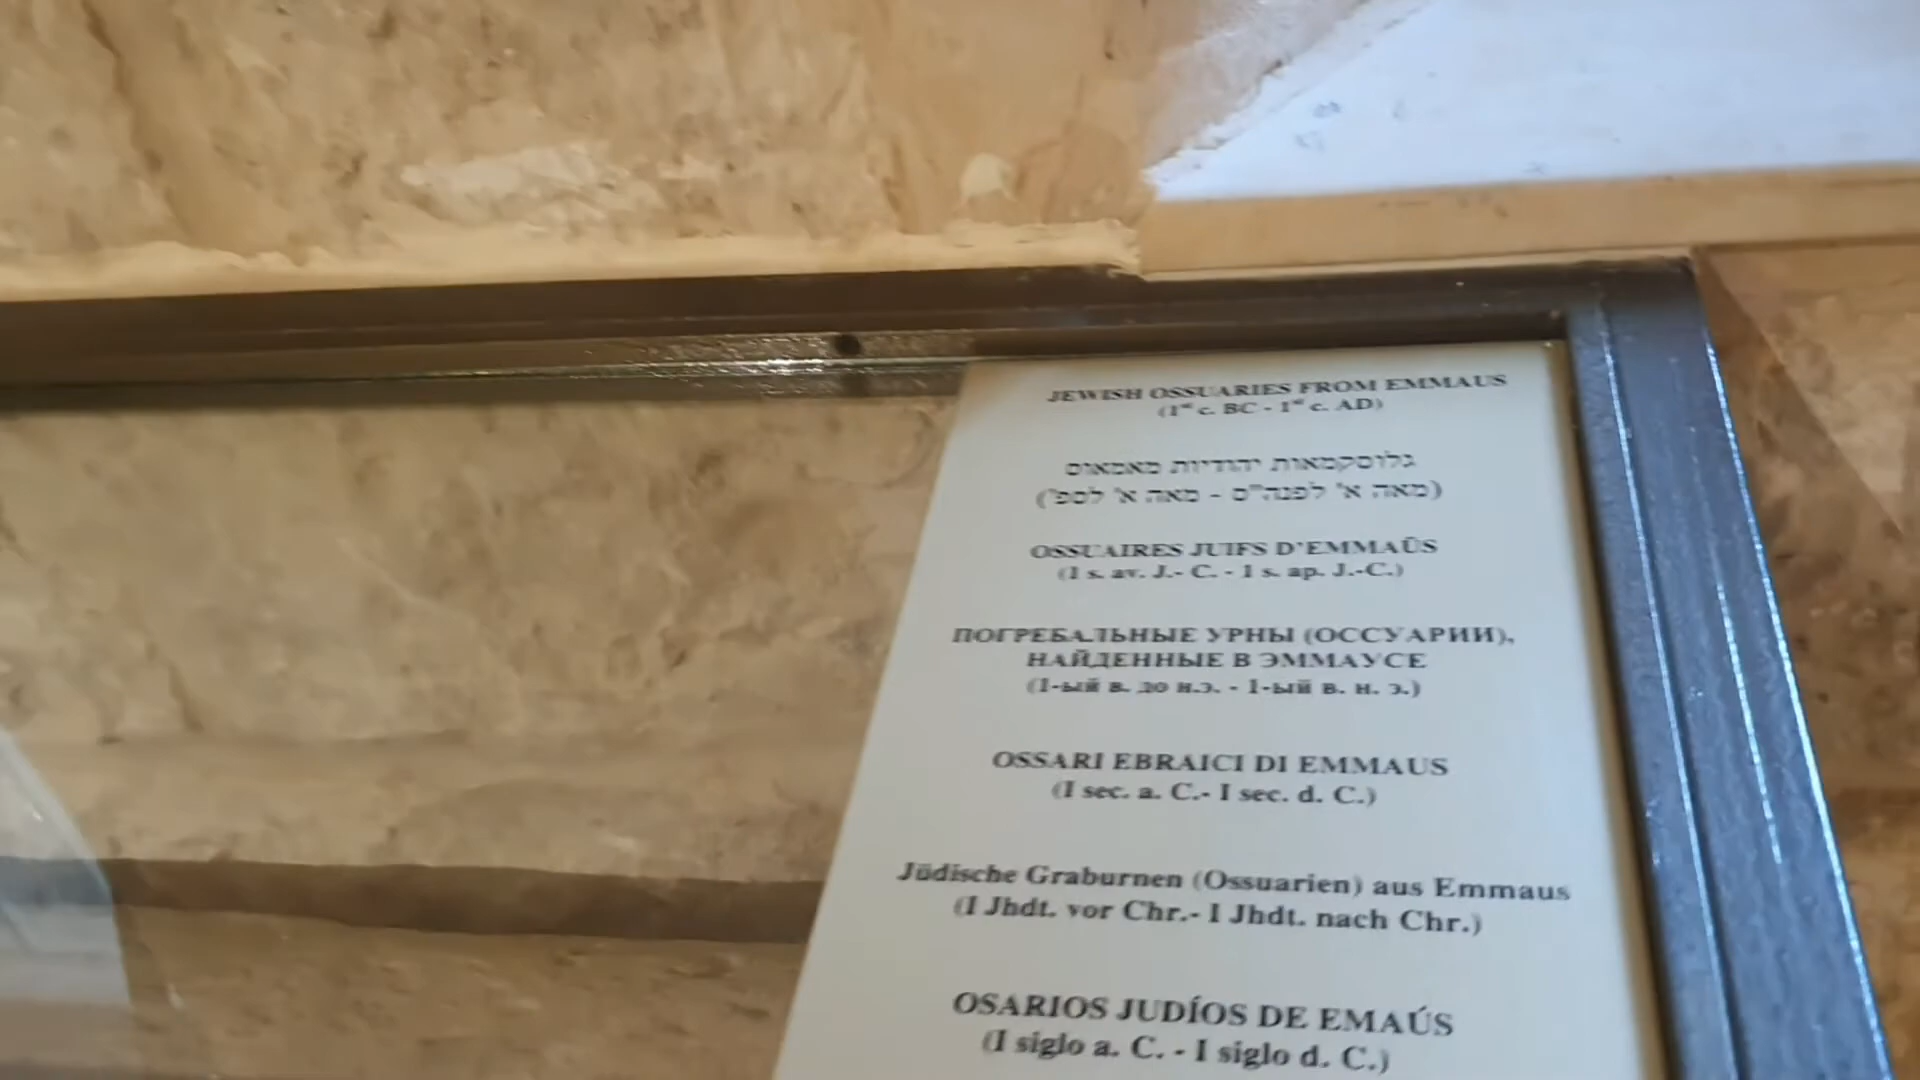 JEWISH OSSUARIES FROM EMMAUS
(1st c. BC - 1st c. AD)
גלוסקמאות יהודיות מאמאוס
(מאה א' לפנה"ס - מאה א' לספ')
OSSUAIRES JUIFS D'EMMAÜS
(I s. av. J.- C. - I s. ap. J.-C.)
ПОГРЕБАЛЬНЫЕ УРНЫ (ОССУАРИИ),
НАЙДЕННЫЕ В ЭММАУСЕ
(1-ый в. до н.э. - 1-ый в. н. э.)
OSSARI EBRAICI DI EMMAUS
(I sec. a. C.- I sec. d. C.)
Jüdische Graburnen (Ossuarien) aus Emmaus
(I Jhdt. vor Chr.- I Jhdt. nach Chr.)
OSARIOS JUDÍOS DE EMAÚS
(I siglo a. C. - I siglo d. C.)